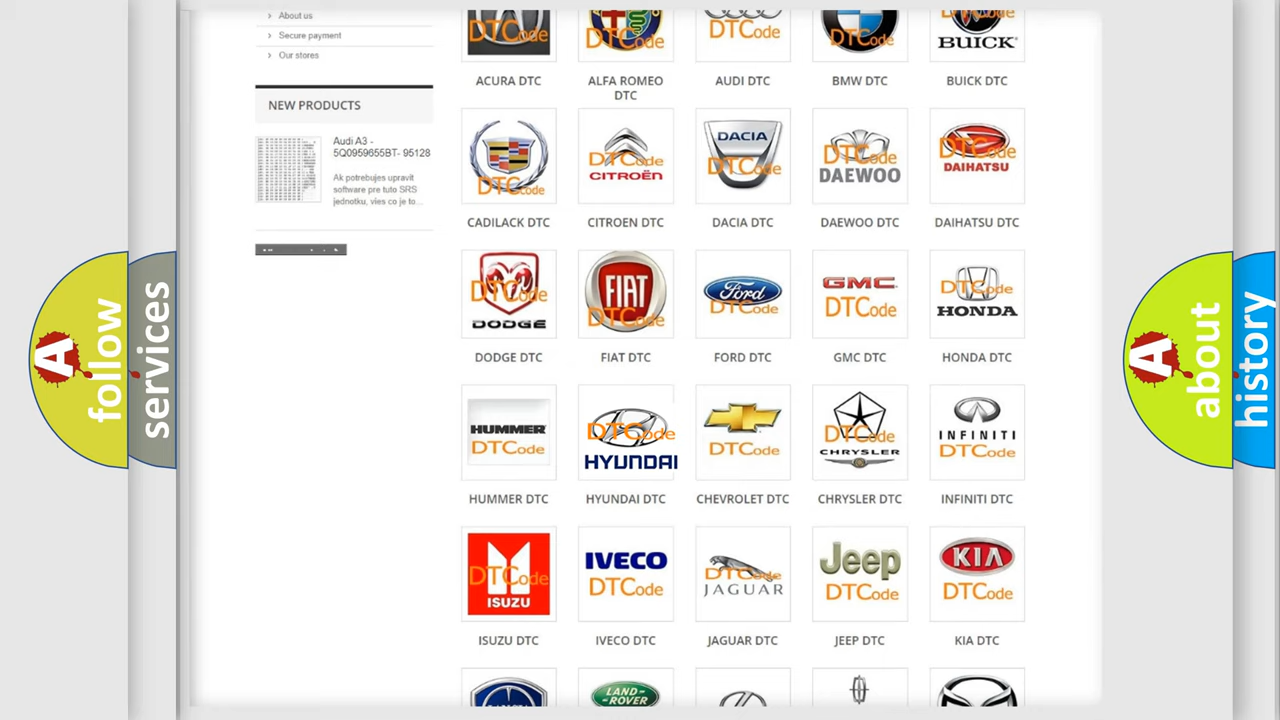 About us
Secure payment
Our stores
NEW PRODUCTS
Audi A3 -
5Q0959655BT- 95128
Ak potrebujes upravit
software pre tuto SRS
jednotku, vies co je to...
DTCode DTCode DTCode DTCode
BUICK
ACURA DTC ALFA ROMEO DTC AUDI DTC BMW DTC BUICK DTC
DTCode
DTCode CITROËN
DACIA DTCode
DTCode DAEWOO
DTCode DAIHATSU
CADILACK DTC CITROEN DTC DACIA DTC DAEWOO DTC DAIHATSU DTC
DTCode DODGE
FIAT DTCode
Ford DTCode
GMC DTCode
DTCode HONDA
DODGE DTC FIAT DTC FORD DTC GMC DTC HONDA DTC
HUMMER DTCode
DTCode HYUNDAI
DTCode
DTCode CHRYSLER
INFINITI DTCode
HUMMER DTC HYUNDAI DTC CHEVROLET DTC CHRYSLER DTC INFINITI DTC
DTCode ISUZU
IVECO DTCode
DTCode JAGUAR
Jeep DTCode
KIA DTCode
ISUZU DTC IVECO DTC JAGUAR DTC JEEP DTC KIA DTC
LAND-
ROVER
A follow
services
A about
history